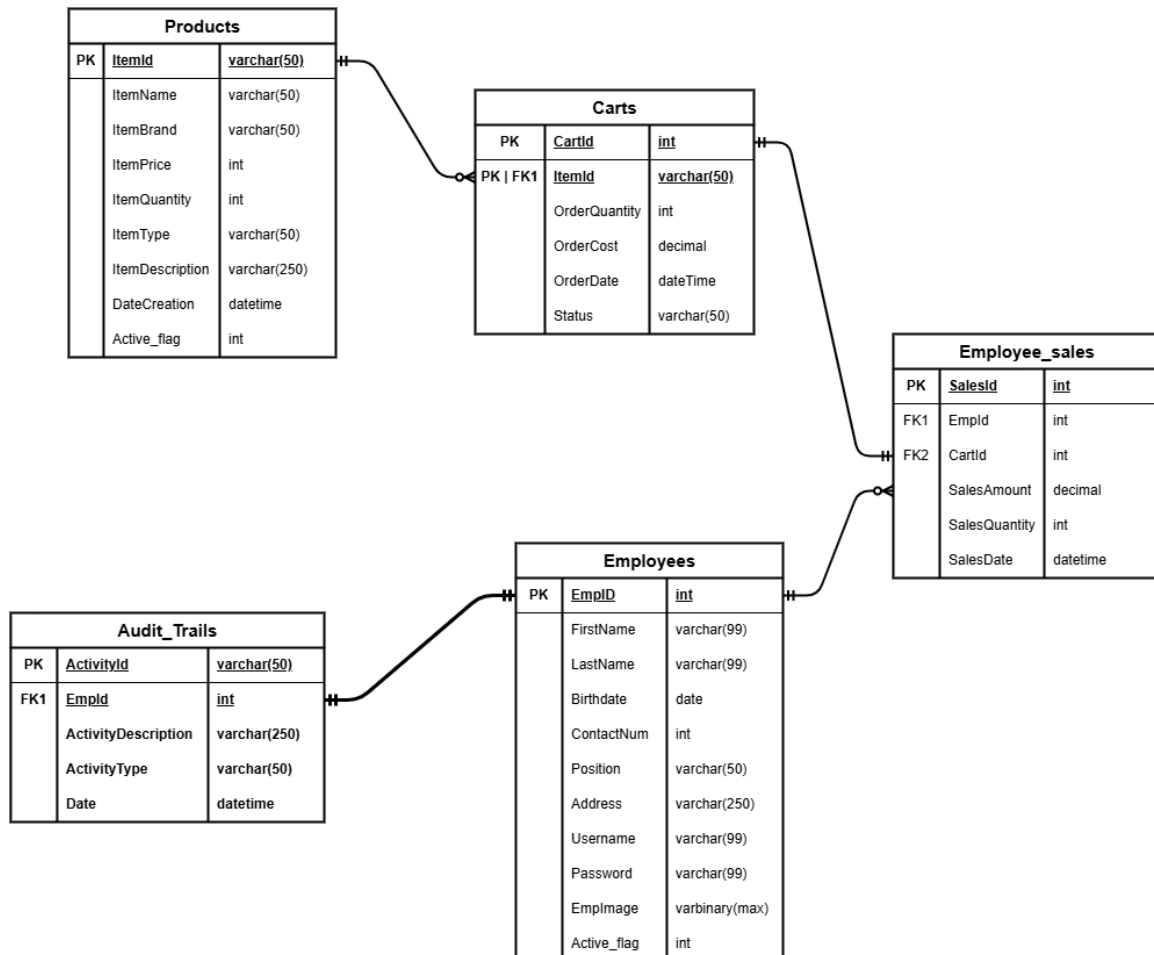 Products
PK ItemId varchar(50)
ItemName varchar(50)
ItemBrand varchar(50)
ItemPrice int
ItemQuantity int
ItemType varchar(50)
ItemDescription varchar(250)
DateCreation datetime
Active_flag int
Carts
PK CartId int
PK | FK1 ItemId varchar(50)
OrderQuantity int
OrderCost decimal
OrderDate dateTime
Status varchar(50)
Employee_sales
PK SalesId int
FK1 EmpId int
FK2 CartId int
SalesAmount decimal
SalesQuantity int
SalesDate datetime
Employees
PK EmpID int
FirstName varchar(99)
LastName varchar(99)
Birthdate date
ContactNum int
Position varchar(50)
Address varchar(250)
Username varchar(99)
Password varchar(99)
EmpImage varbinary(max)
Active_flag int
Audit_Trails
PK ActivityId varchar(50)
FK1 EmpId int
ActivityDescription varchar(250)
ActivityType varchar(50)
Date datetime